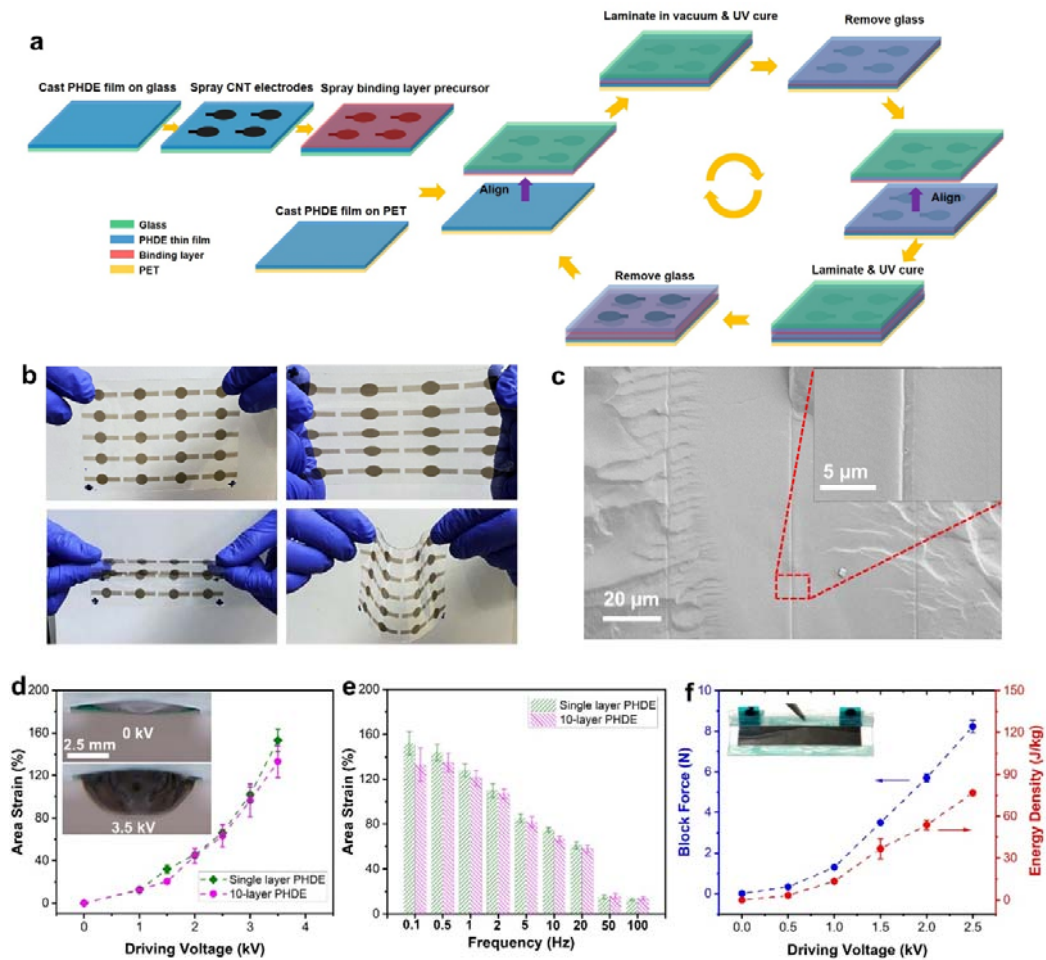 a
Laminate in vacuum & UV cure
Remove glass
Cast PHDE film on glass
Spray CNT electrodes
Spray binding layer precursor
Align
Align
Cast PHDE film on PET
Glass
PHDE thin film
Binding layer
PET
Remove glass
Laminate & UV cure
b
c
5 µm
20 µm
d
200
160
120
80
40
0
Area Strain (%)
0 kV
2.5 mm
3.5 kV
Single layer PHDE
10-layer PHDE
0 1 2 3 4
Driving Voltage (kV)
e
200
160
120
80
40
0
Area Strain (%)
Single layer PHDE
10-layer PHDE
0.1 0.5 1 2 5 10 20 50 100
Frequency (Hz)
f
10
8
6
4
2
0
Block Force (N)
150
120
90
60
30
0
Energy Density (J/kg)
0.0 0.5 1.0 1.5 2.0 2.5
Driving Voltage (kV)